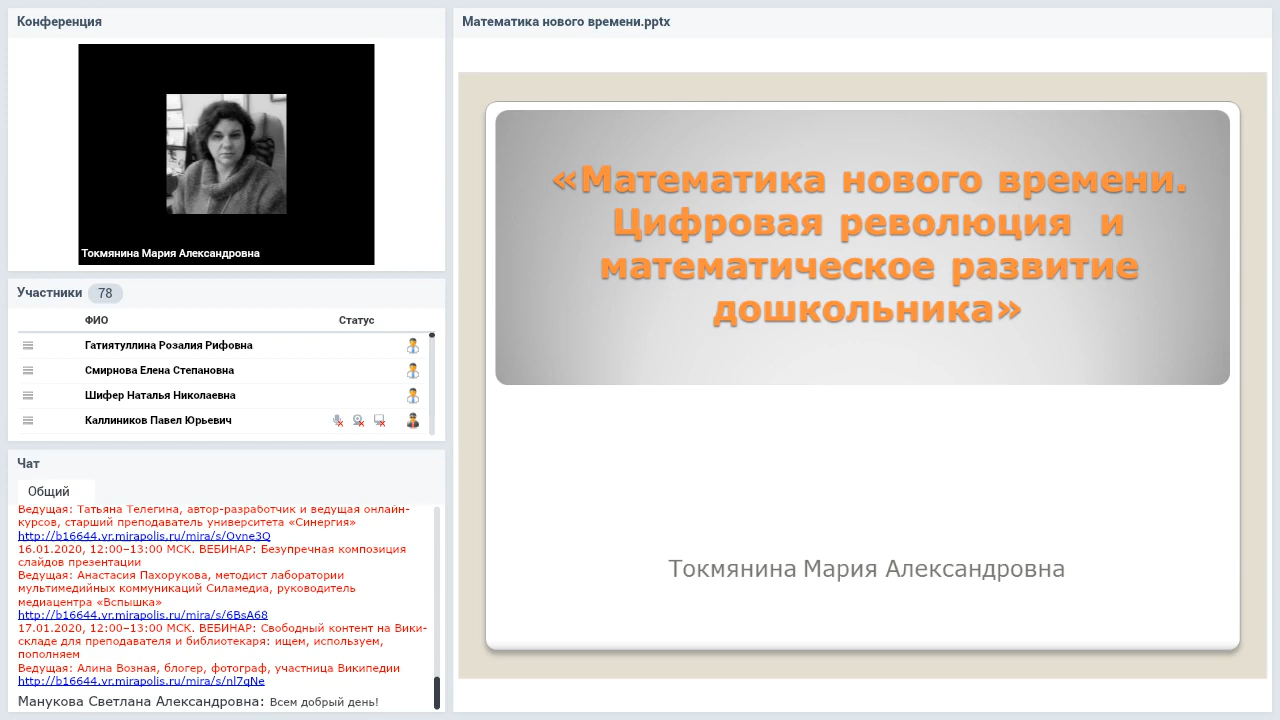 Конференция
Токмянина Мария Александровна
Участники 78
ФИО Статус
Гатиятуллина Розалия Рифовна
Смирнова Елена Степановна
Шифер Наталья Николаевна
Каллиников Павел Юрьевич
Чат
Общий
Ведущая: Татьяна Телегина, автор-разработчик и ведущая онлайн-
курсов, старший преподаватель университета «Синергия»
http://b16644.vr.mirapolis.ru/mira/s/Ovne3Q
16.01.2020, 12:00–13:00 МСК. ВЕБИНАР: Безупречная композиция
слайдов презентации
Ведущая: Анастасия Пахорукова, методист лаборатории
мультемедийных коммуникаций Силамедиа, руководитель
медиацентра «Вспышка»
http://b16644.vr.mirapolis.ru/mira/s/6BsA68
17.01.2020, 12:00–13:00 МСК. ВЕБИНАР: Свободный контент на Вики-
складе для преподавателя и библиотекаря: ищем, используем,
пополняем
Ведущая: Алина Возная, блогер, фотограф, участница Википедии
http://b16644.vr.mirapolis.ru/mira/s/nl7qNe
Манукова Светлана Александровна: Всем добрый день!
Математика нового времени.pptx
«Математика нового времени.
Цифровая революция и
математическое развитие
дошкольника»
Токмянина Мария Александровна